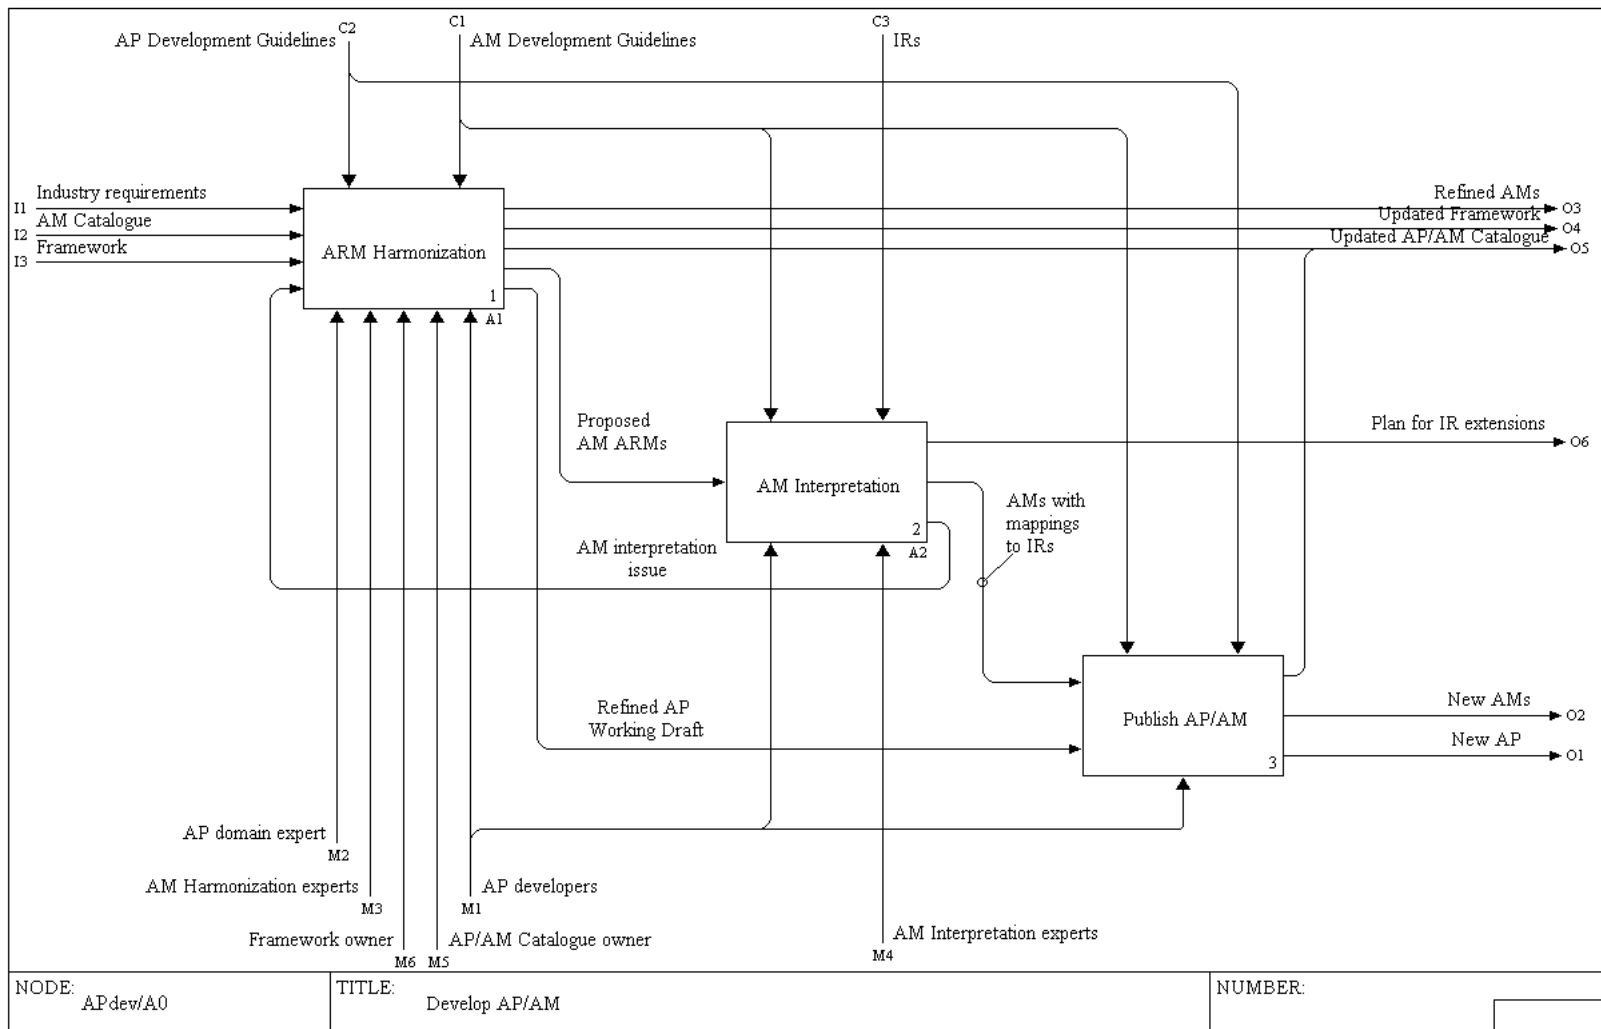 C2
C1
C3
AP Development Guidelines
AM Development Guidelines
IRs
I1
Industry requirements
I2
AM Catalogue
I3
Framework
ARM Harmonization
1
A1
Refined AMs
O3
Updated Framework
O4
Updated AP/AM Catalogue
O5
Proposed
AM ARMs
AM Interpretation
2
A2
Plan for IR extensions
O6
AMs with
mappings
to IRs
AM interpretation
issue
Refined AP
Working Draft
Publish AP/AM
3
New AMs
O2
New AP
O1
AP domain expert
M2
AM Harmonization experts
M3
AP developers
M1
Framework owner
M6
M5
AP/AM Catalogue owner
AM Interpretation experts
M4
NODE:
APdev/A0
TITLE:
Develop AP/AM
NUMBER: